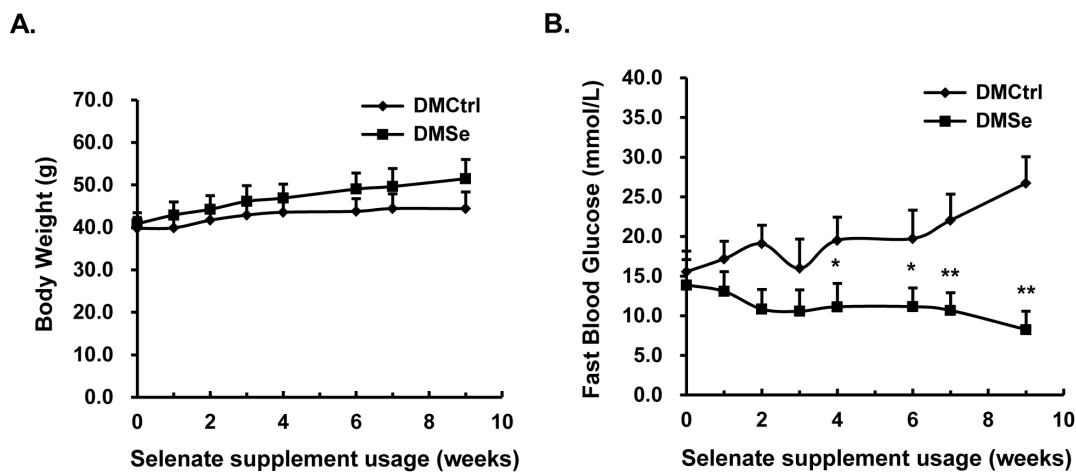 A.
70.0
60.0
50.0
40.0
30.0
20.0
10.0
0.0
Body Weight (g)
DMCtrl
DMSe
0 2 4 6 8 10
Selenate supplement usage (weeks)
B.
40.0
35.0
30.0
25.0
20.0
15.0
10.0
5.0
0.0
Fast Blood Glucose (mmol/L)
DMCtrl
DMSe
* * ** **
0 2 4 6 8 10
Selenate supplement usage (weeks)